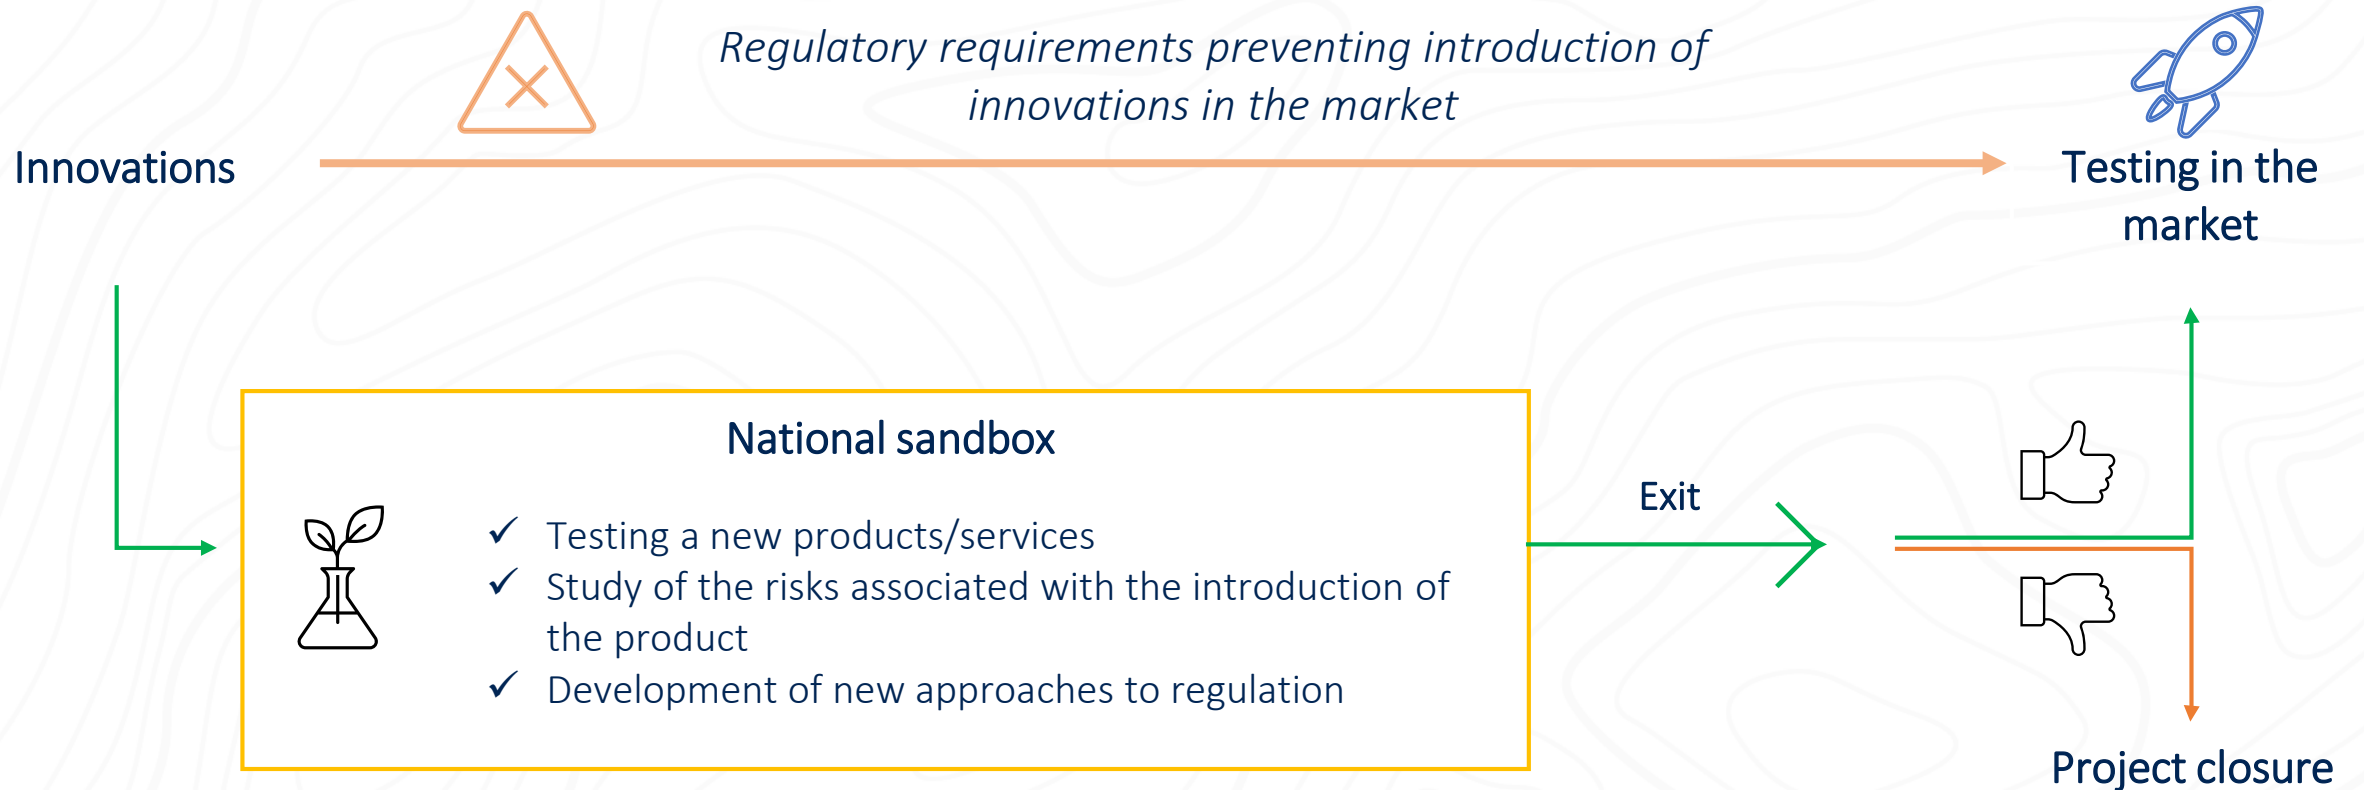 Regulatory requirements preventing introduction of
innovations in the market
Innovations
Testing in the
market
National sandbox
✓ Testing a new products/services
✓ Study of the risks associated with the introduction of
the product
✓ Development of new approaches to regulation
Exit
Project closure